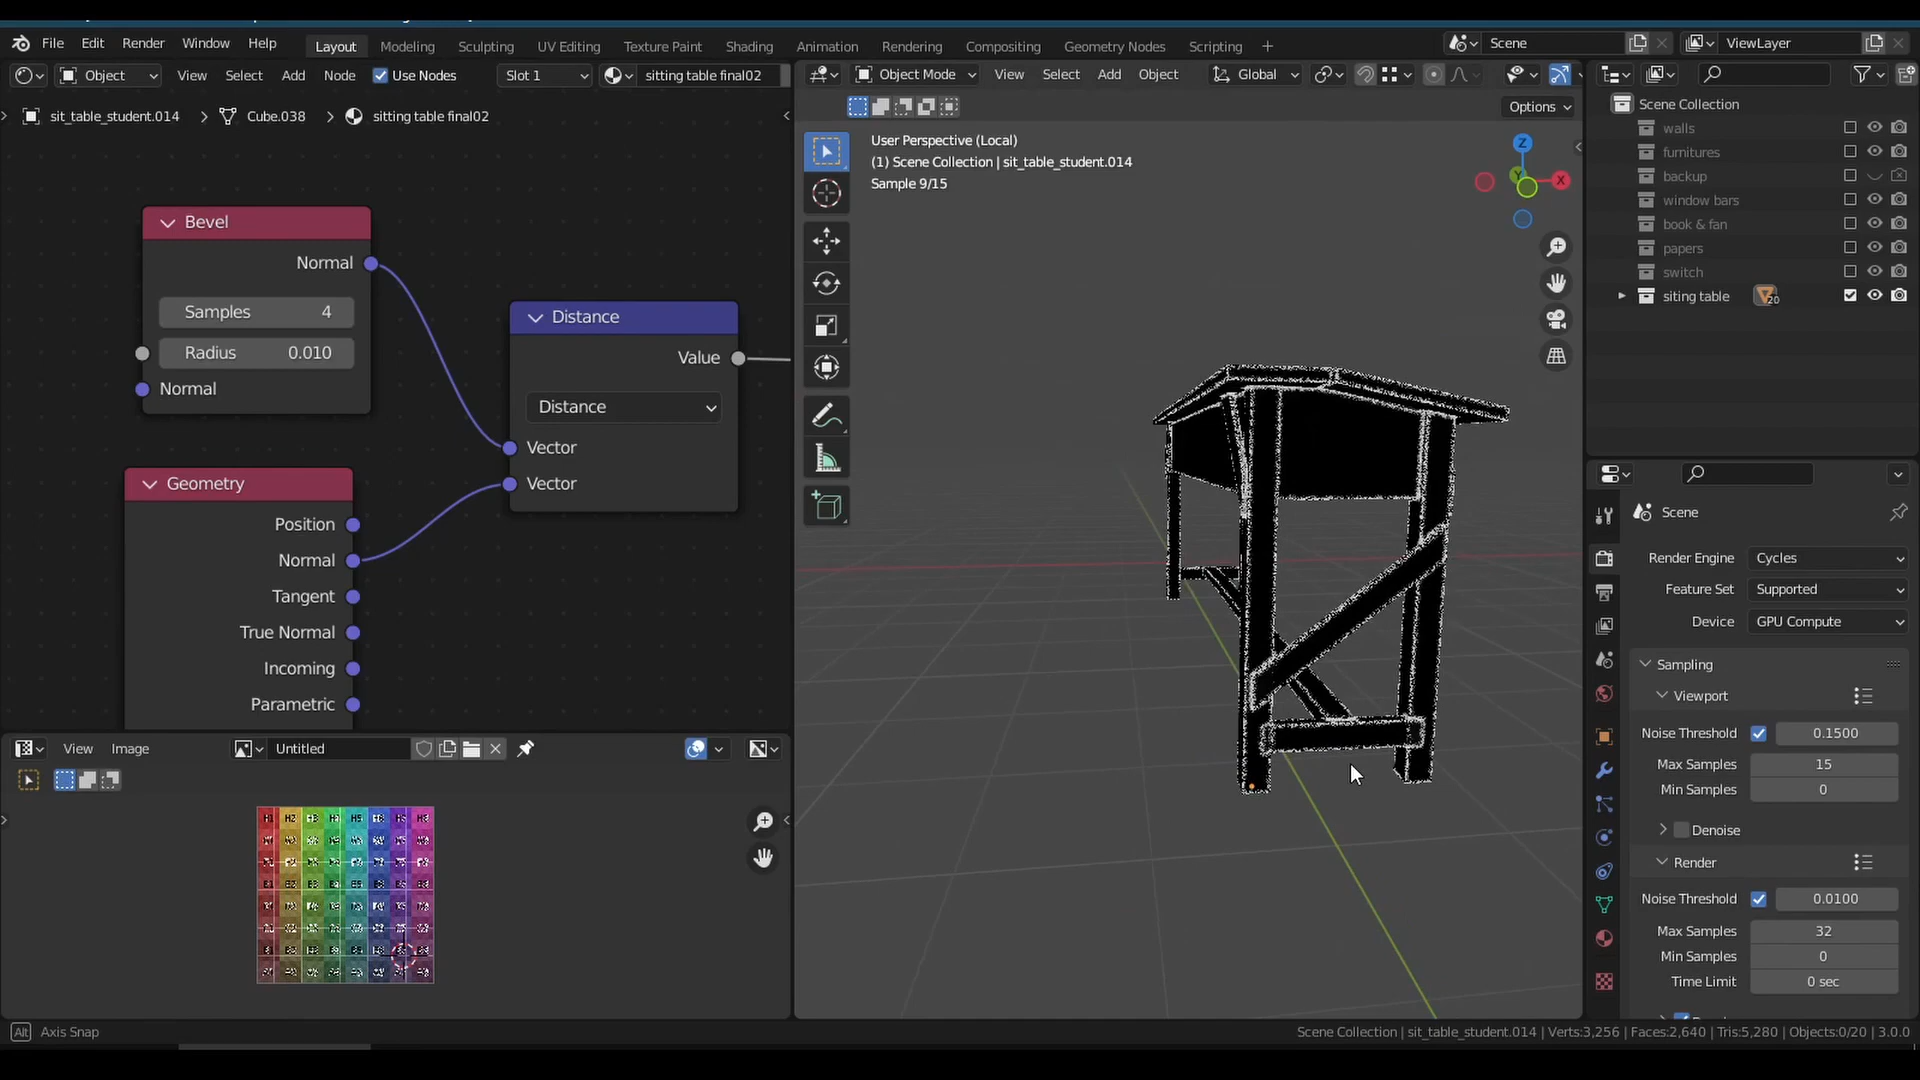 File Edit Render Window Help Layout Modeling Sculpting UV Editing Texture Paint Shading Animation Rendering Compositing Geometry Nodes Scripting + Scene ViewLayer
Object View Select Add Node Use Nodes Slot 1 sitting table final02
Object Mode View Select Add Object Global
Options
sit_table_student.014 > Cube.038 > sitting table final02
Bevel
Normal
Samples 4
Radius 0.010
Normal
Distance
Value
Distance
Vector
Vector
Geometry
Position
Normal
Tangent
True Normal
Incoming
Parametric
User Perspective (Local)
(1) Scene Collection | sit_table_student.014
Sample 9/15
Z
X
Scene Collection
walls
furnitures
backup
window bars
book & fan
papers
switch
siting table 20
Scene
Render Engine Cycles
Feature Set Supported
Device GPU Compute
Sampling
Viewport
Noise Threshold 0.1500
Max Samples 15
Min Samples 0
Denoise
Render
Noise Threshold 0.0100
Max Samples 32
Min Samples 0
Time Limit 0 sec
View Image Untitled
Alt Axis Snap
Scene Collection | sit_table_student.014 | Verts:3,256 | Faces:2,640 | Tris:5,280 | Objects:0/20 | 3.0.0